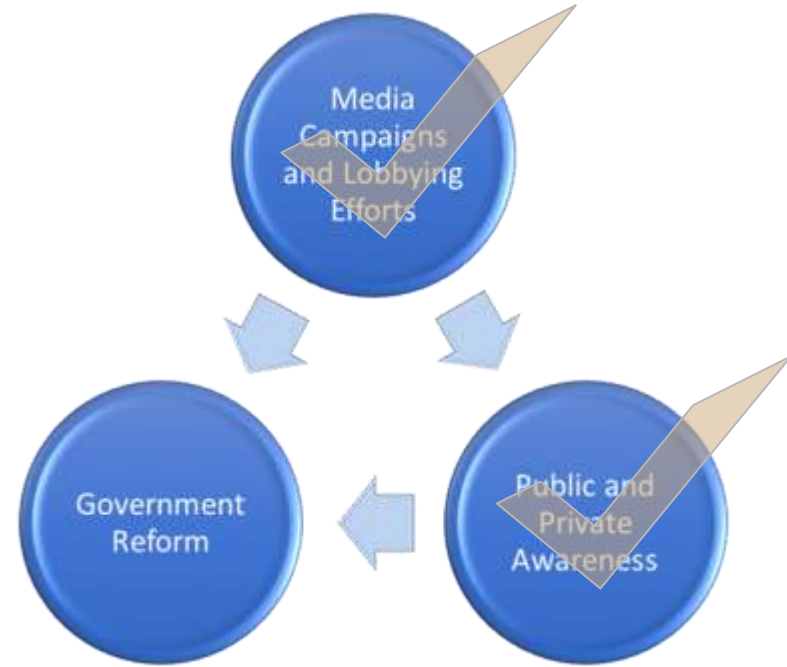 Media
Campaigns
and Lobbying
Efforts
Government
Reform
Public and
Private
Awareness